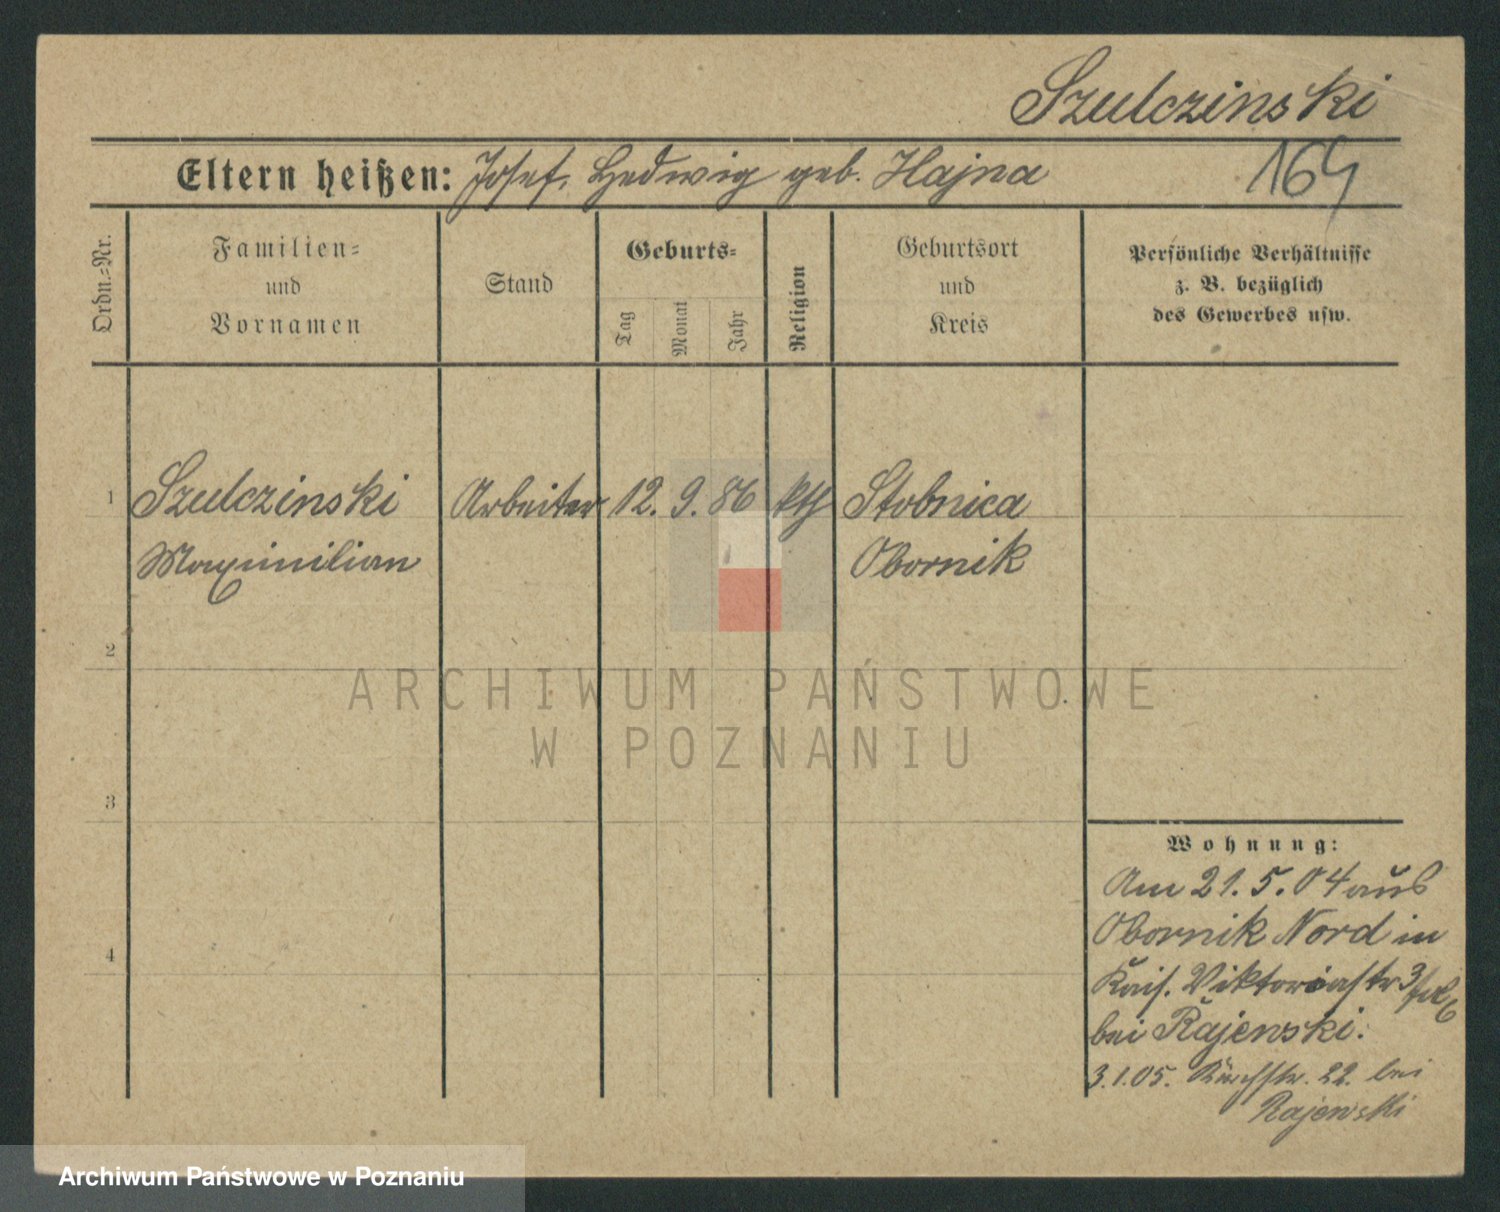 Szulczinski
Eltern heißen: Josef, Hedwig geb. Hajna
164
Ordn.=Nr.
Familien=
und
Vornamen
Stand
Geburts=
Tag
Monat
Jahr
Religion
Geburtsort
und
Kreis
Persönliche Verhältnisse
z. B. bezüglich
des Gewerbes usw.
1 Szulczinski Arbeiter 12. 9. 86 kth Stobnica
Maximilian Obornik
2
3
4
Wohnung:
Am 21.5.04 aus
Obornik Nord in
Kais. Viktoriastr 3
bei Rajewski.
3.1.05. 22. bei
Rajewski
ARCHIWUM PAŃSTWOWE
W POZNANIU
Archiwum Państwowe w Poznaniu